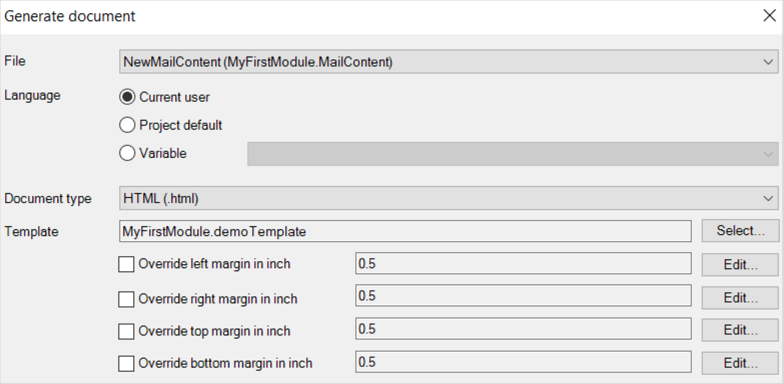 Generate document
File NewMailContent (MyFirstModule.MailContent)
Language Current user
Project default
Variable
Document type HTML (.html)
Template MyFirstModule.demoTemplate Select...
Override left margin in inch 0.5 Edit...
Override right margin in inch 0.5 Edit...
Override top margin in inch 0.5 Edit...
Override bottom margin in inch 0.5 Edit...